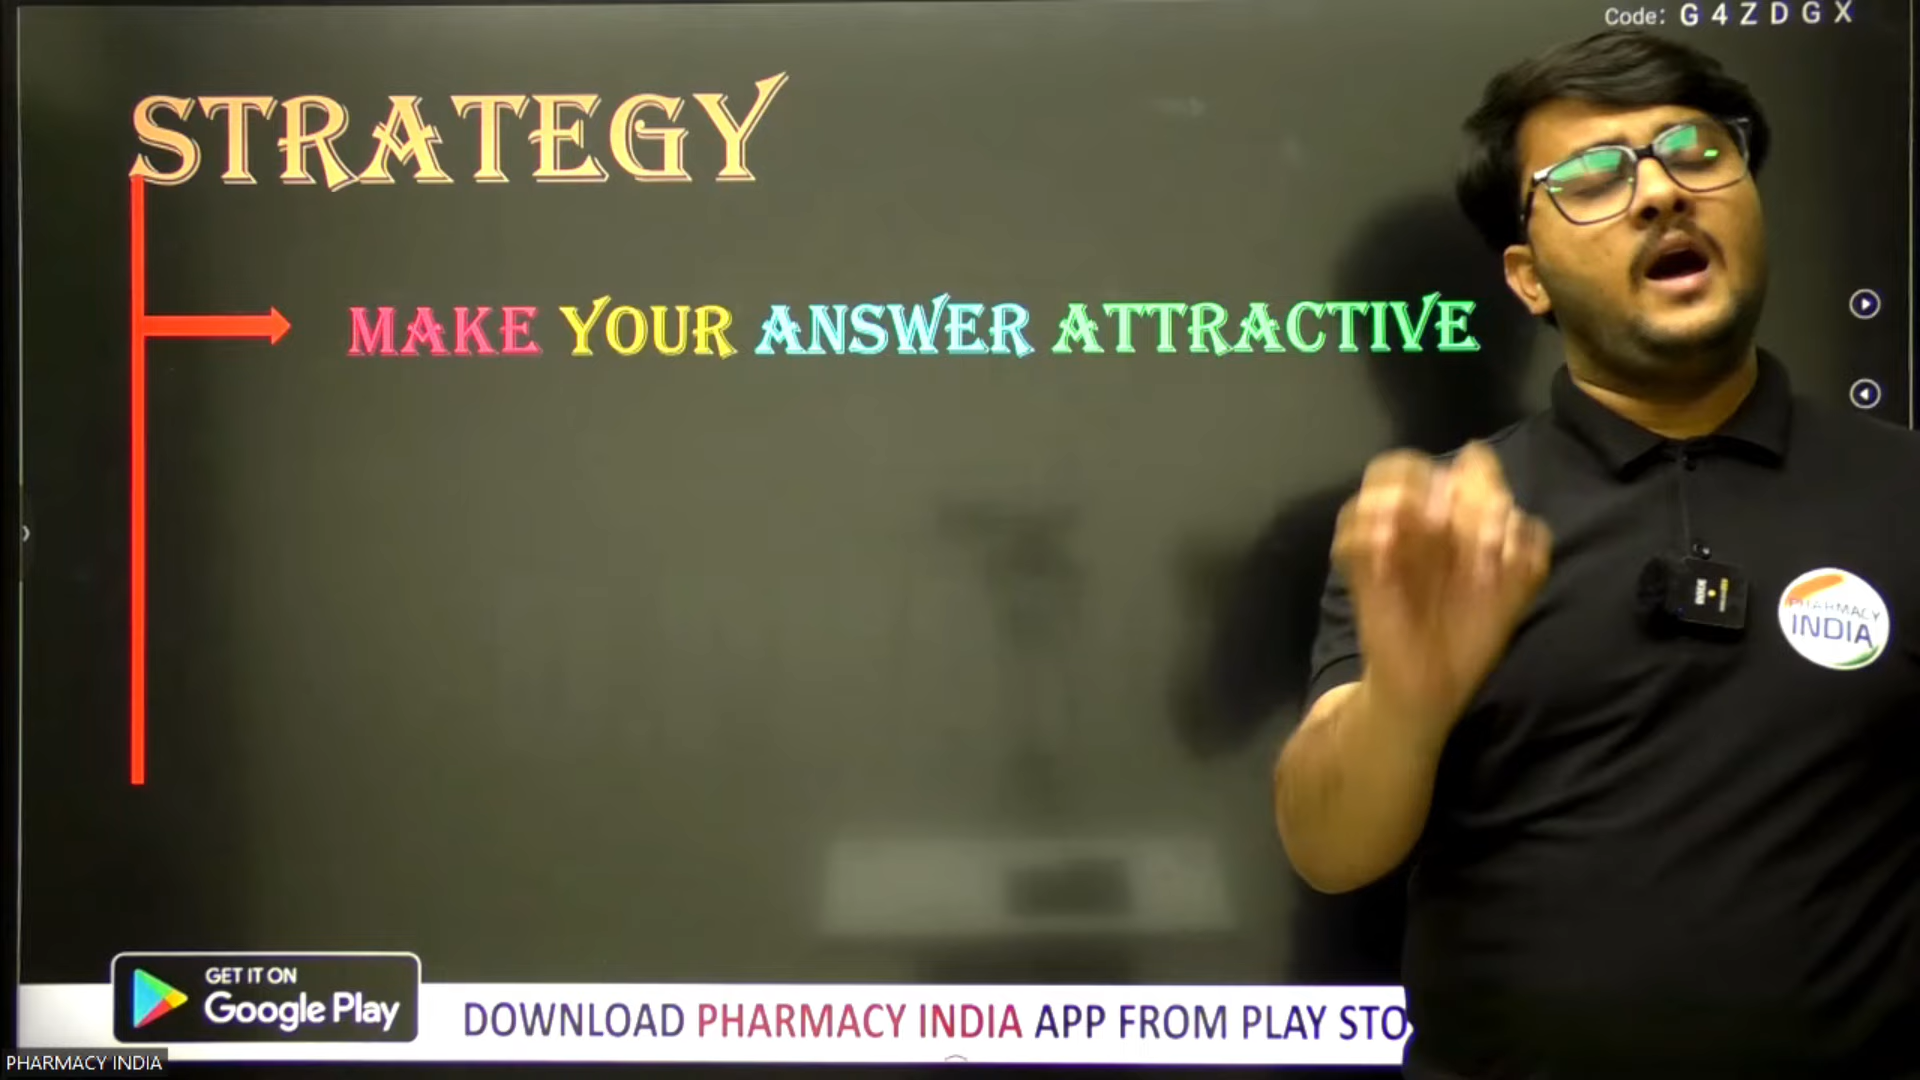 Code: G 4 Z D G X
STRATEGY
MAKE YOUR ANSWER ATTRACTIVE
PHARMACY
INDIA
GET IT ON
Google Play
DOWNLOAD PHARMACY INDIA APP FROM PLAY STO
PHARMACY INDIA